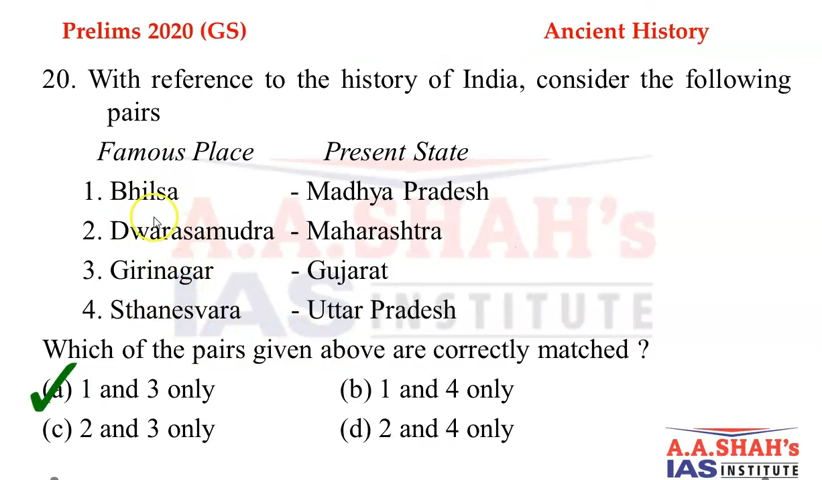 Prelims 2020 (GS) Ancient History
20. With reference to the history of India, consider the following
pairs
Famous Place Present State
1. Bhilsa - Madhya Pradesh
2. Dwarasamudra - Maharashtra
3. Girinagar - Gujarat
4. Sthanesvara - Uttar Pradesh
Which of the pairs given above are correctly matched ?
(a) 1 and 3 only (b) 1 and 4 only
(c) 2 and 3 only (d) 2 and 4 only
A.A.SHAH's
IAS INSTITUTE
A.A.SHAH's
IAS INSTITUTE